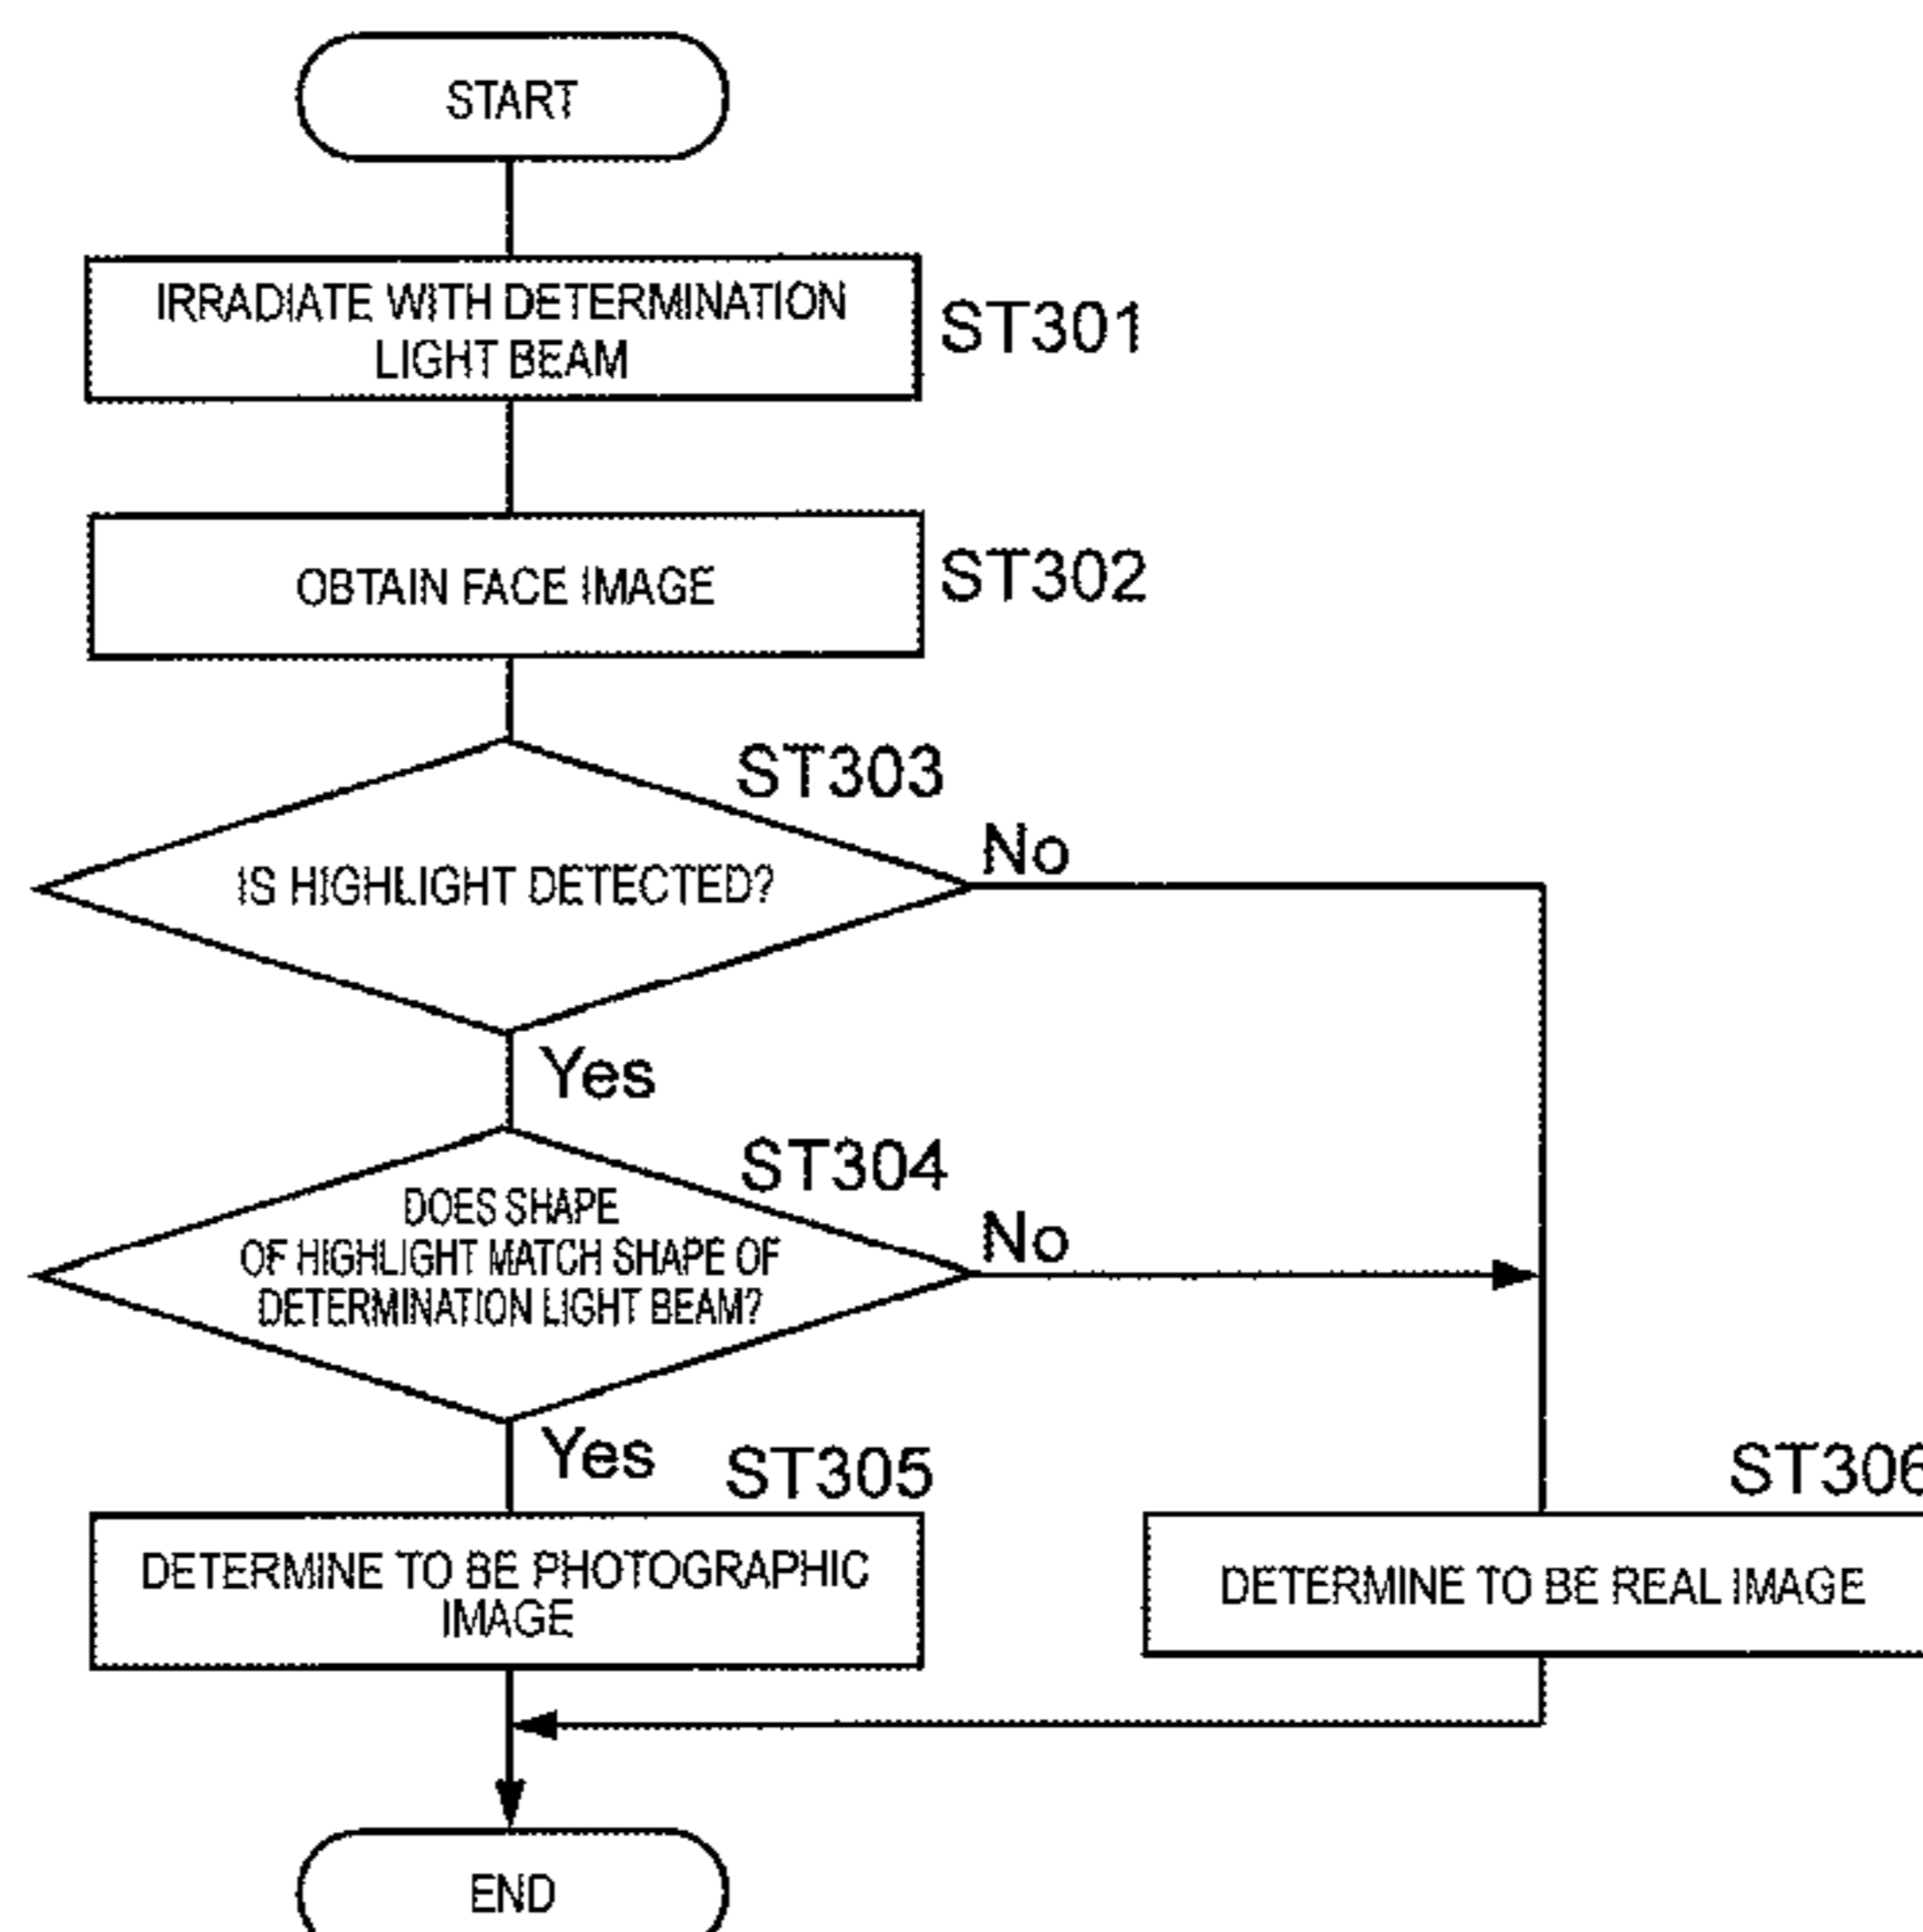 START
IRRADIATE WITH DETERMINATION
LIGHT BEAM
ST301
OBTAIN FACE IMAGE
ST302
ST303
IS HIGHLIGHT DETECTED?
No
Yes
ST304
DOES SHAPE
OF HIGHLIGHT MATCH SHAPE OF
DETERMINATION LIGHT BEAM?
No
Yes
ST305
DETERMINE TO BE PHOTOGRAPHIC
IMAGE
ST306
DETERMINE TO BE REAL IMAGE
END